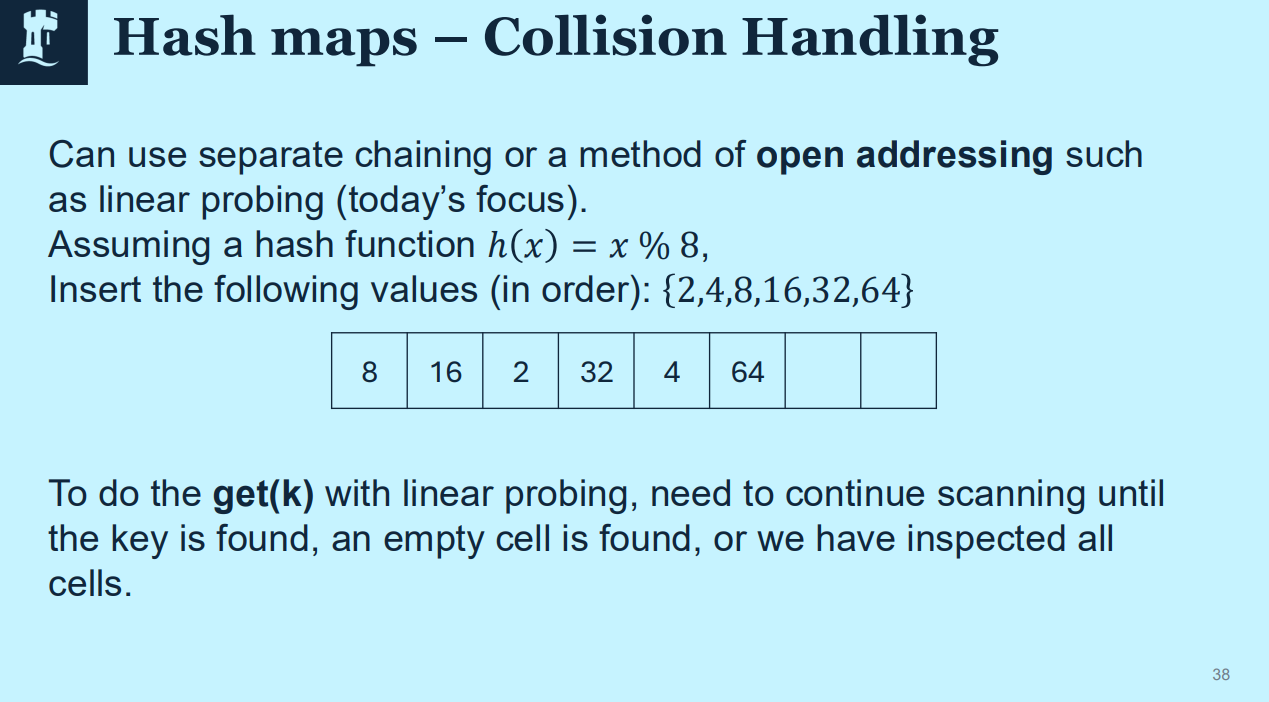 Hash maps – Collision Handling
Can use separate chaining or a method of open addressing such
as linear probing (today’s focus).
Assuming a hash function ℎ(𝑥) = 𝑥 % 8,
Insert the following values (in order): {2,4,8,16,32,64}
8 16 2 32 4 64
To do the get(k) with linear probing, need to continue scanning until
the key is found, an empty cell is found, or we have inspected all
cells.
38